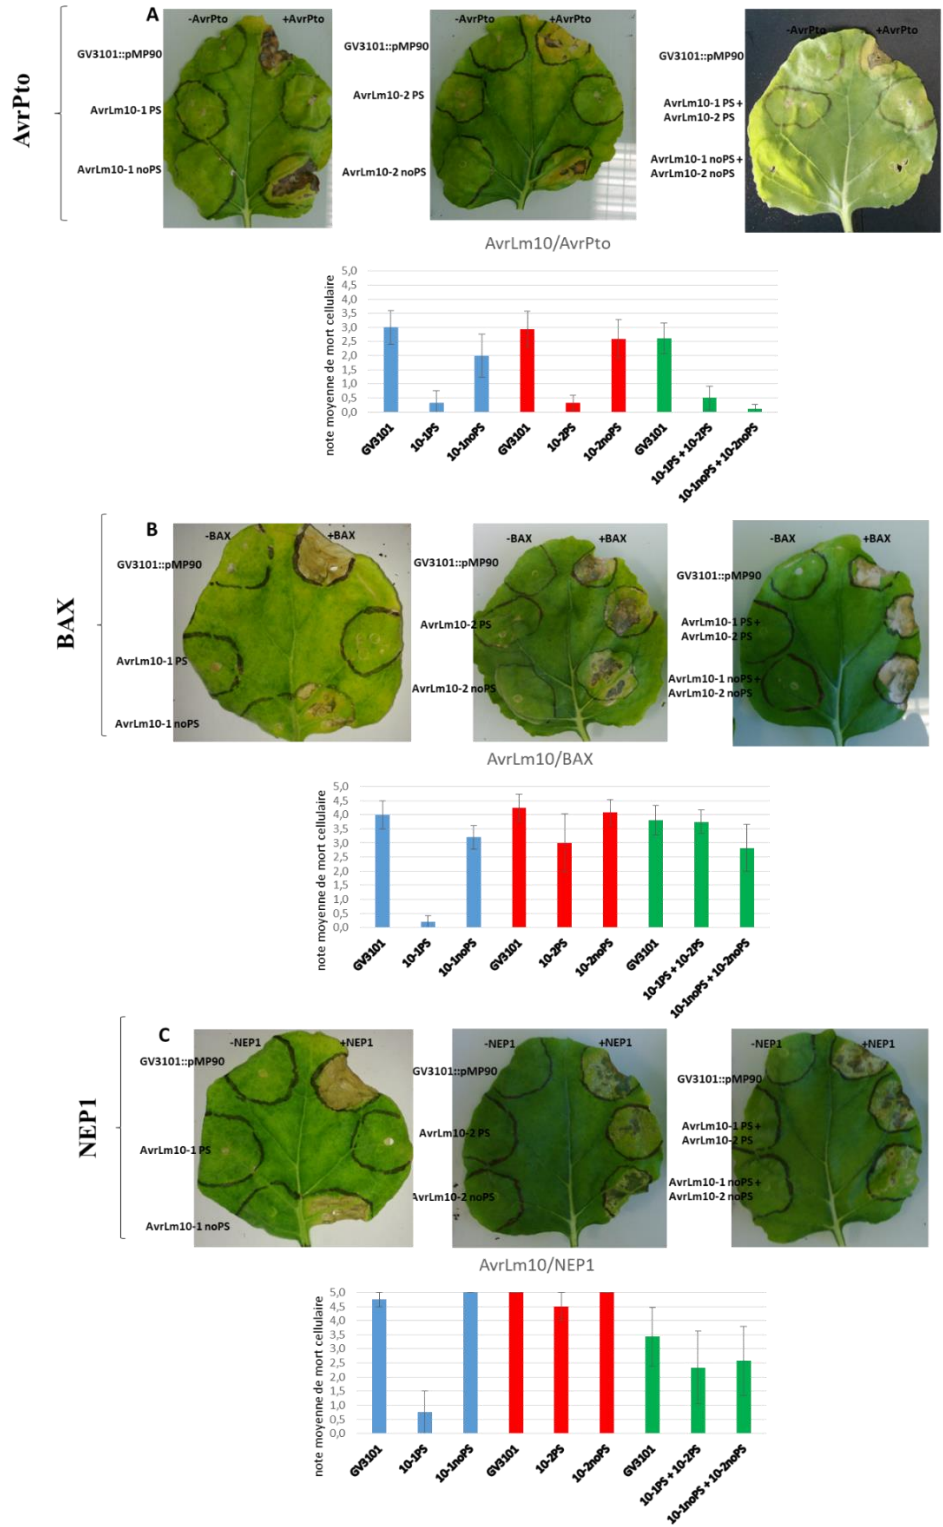 AvrPto
A
-AvrPto
+AvrPto
GV3101::pMP90
AvrLm10-1 PS
AvrLm10-1 noPS
-AvrPto
+AvrPto
GV3101::pMP90
AvrLm10-2 PS
AvrLm10-2 noPS
-AvrPto
+AvrPto
GV3101::pMP90
AvrLm10-1 PS +
AvrLm10-2 PS
AvrLm10-1 noPS +
AvrLm10-2 noPS
AvrLm10/AvrPto
note moyenne de mort cellulaire
5,0
4,5
4,0
3,5
3,0
2,5
2,0
1,5
1,0
0,5
0,0
GV3101
10-1PS
10-1noPS
GV3101
10-2PS
10-2noPS
GV3101
10-1PS + 10-2PS
10-1noPS + 10-2noPS
BAX
B
-BAX
+BAX
GV3101::pMP90
AvrLm10-1 PS
AvrLm10-1 noPS
-BAX
+BAX
GV3101::pMP90
AvrLm10-2 PS
AvrLm10-2 noPS
-BAX
+BAX
GV3101::pMP90
AvrLm10-1 PS +
AvrLm10-2 PS
AvrLm10-1 noPS +
AvrLm10-2 noPS
AvrLm10/BAX
note moyenne de mort cellulaire
5,0
4,5
4,0
3,5
3,0
2,5
2,0
1,5
1,0
0,5
0,0
GV3101
10-1PS
10-1noPS
GV3101
10-2PS
10-2noPS
GV3101
10-1PS + 10-2PS
10-1noPS + 10-2noPS
NEP1
C
-NEP1
+NEP1
GV3101::pMP90
AvrLm10-1 PS
AvrLm10-1 noPS
-NEP1
+NEP1
GV3101::pMP90
AvrLm10-2 PS
AvrLm10-2 noPS
-NEP1
+NEP1
GV3101::pMP90
AvrLm10-1 PS +
AvrLm10-2 PS
AvrLm10-1 noPS +
AvrLm10-2 noPS
AvrLm10/NEP1
note moyenne de mort cellulaire
5,0
4,5
4,0
3,5
3,0
2,5
2,0
1,5
1,0
0,5
0,0
GV3101
10-1PS
10-1noPS
GV3101
10-2PS
10-2noPS
GV3101
10-1PS + 10-2PS
10-1noPS + 10-2noPS